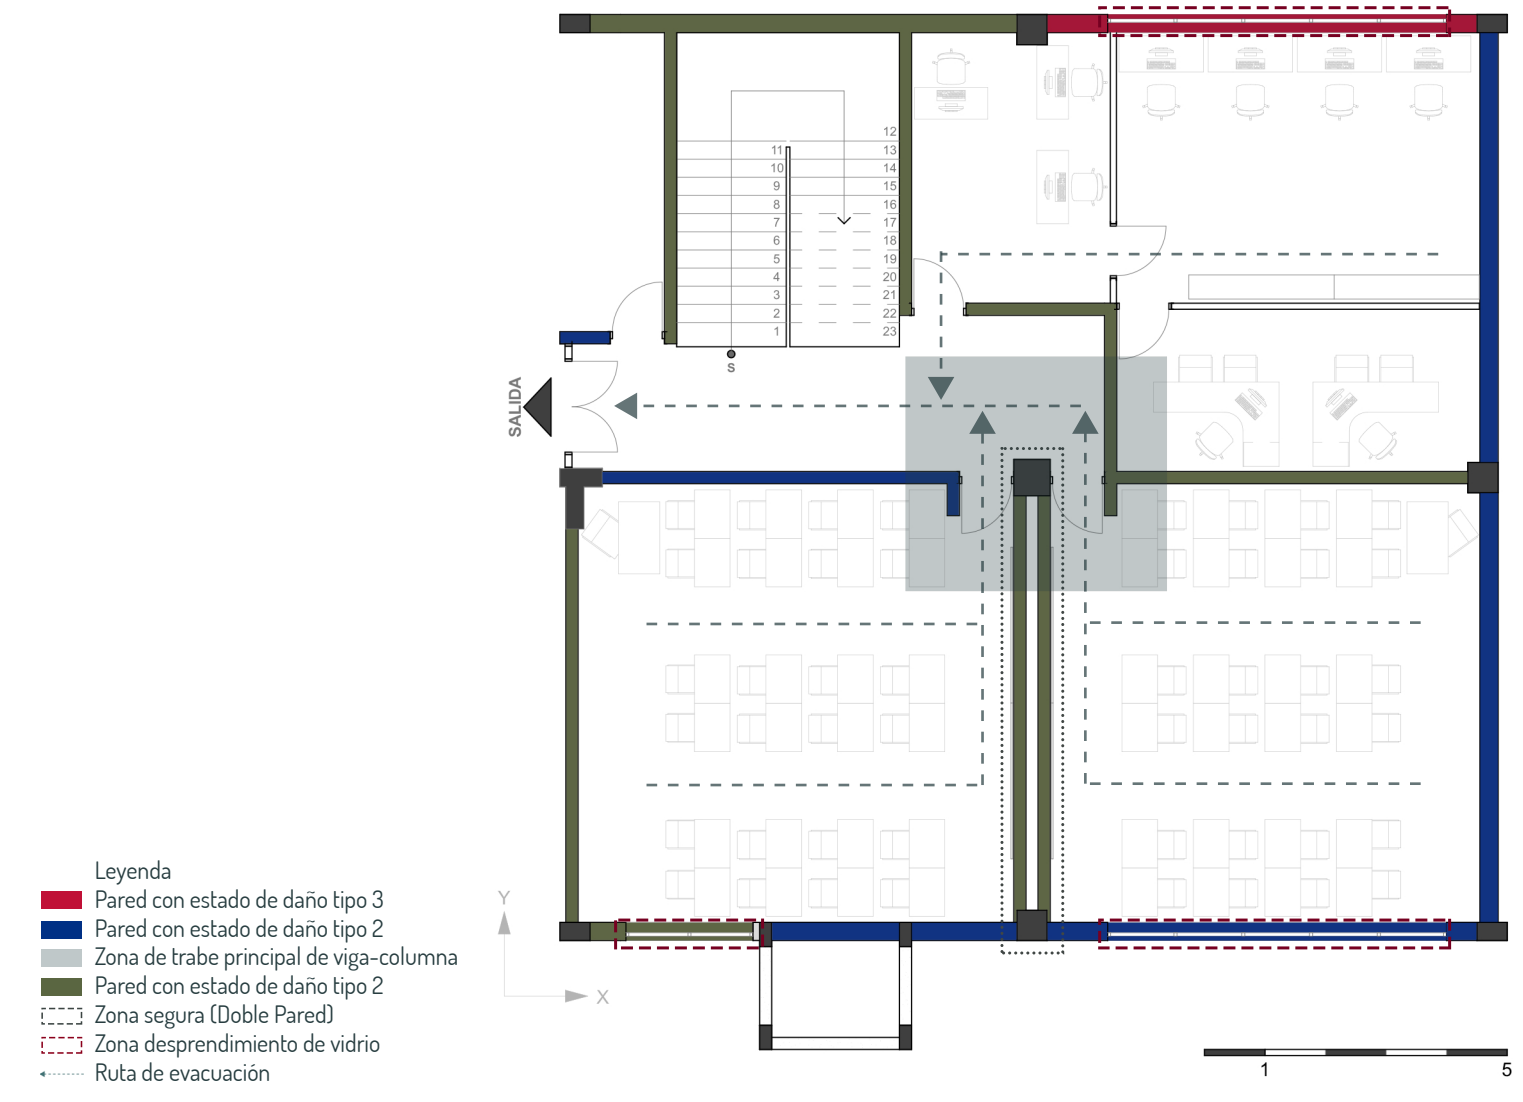 12
11 13
10 14
9 15
8 16
7 17
6 18
5 19
4 20
3 21
2 22
1 23
S
SALIDA
Leyenda
Pared con estado de daño tipo 3
Pared con estado de daño tipo 2
Zona de trabe principal de viga-columna
Pared con estado de daño tipo 2
Zona segura (Doble Pared)
Zona desprendimiento de vidrio
Ruta de evacuación
Y
X
1 5